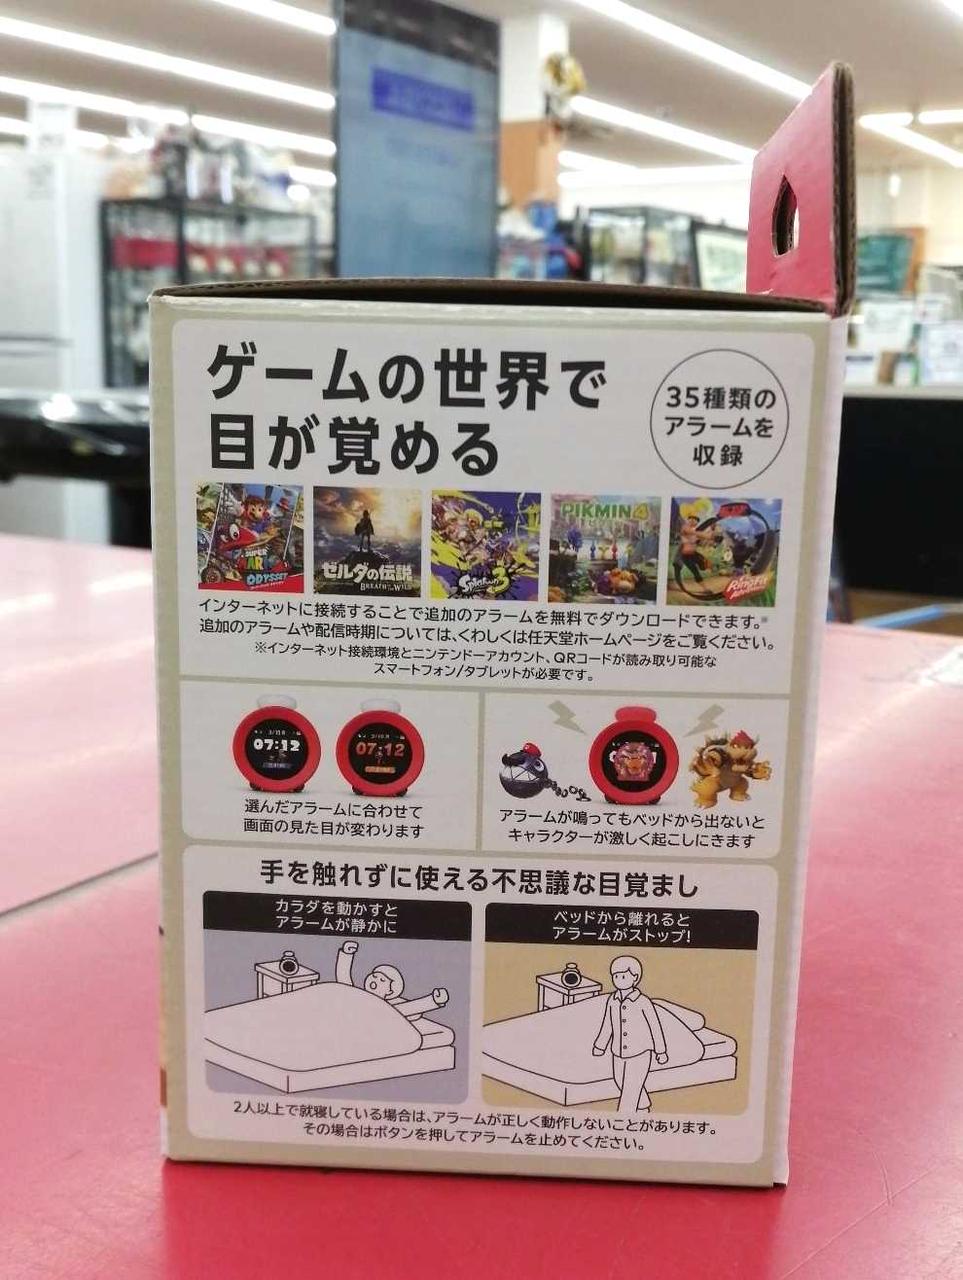 ゲームの世界で
目が覚める
35種類の
アラームを
収録
SUPER
MARIO
ODYSSEY
ゼルダの伝説
BREATH OF THE WILD
Splatoon 3
PIKMIN 4
RingFit
Adventure
インターネットに接続することで追加のアラームを無料でダウンロードできます。※
追加のアラームや配信時期については、くわしくは任天堂ホームページをご覧ください。
※インターネット接続環境とニンテンドーアカウント、QRコードが読み取り可能な
スマートフォン/タブレットが必要です。
07:12
07:12
選んだアラームに合わせて
画面の見た目が変わります
アラームが鳴ってもベッドから出ないと
キャラクターが激しく起こしにきます
手を触れずに使える不思議な目覚まし
カラダを動かすと
アラームが静かに
ベッドから離れると
アラームがストップ!
2人以上で就寝している場合は、アラームが正しく動作しないことがあります。
その場合はボタンを押してアラームを止めてください。